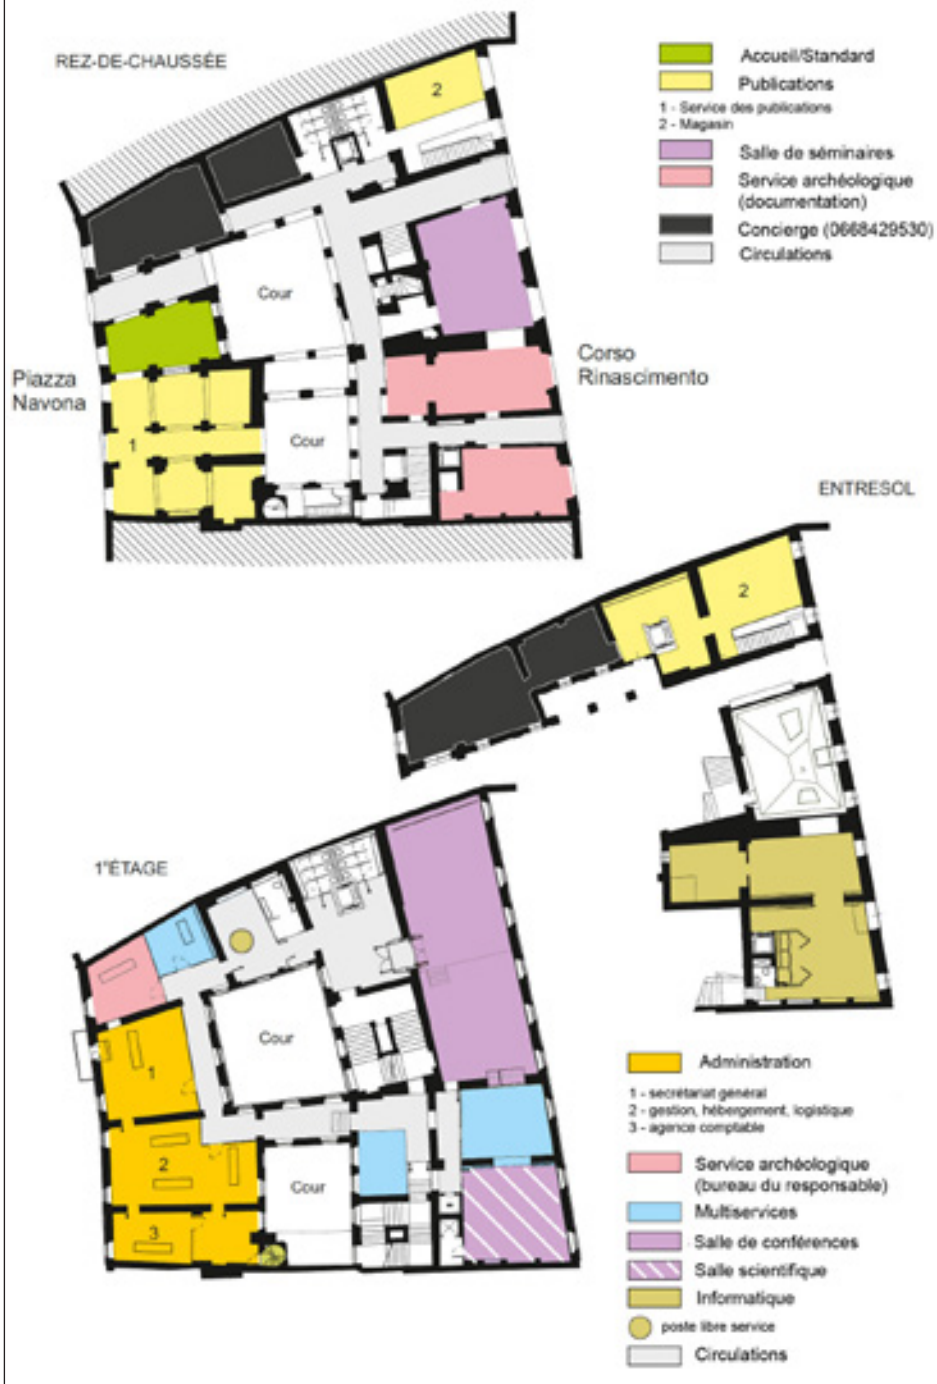 REZ-DE-CHAUSSÉE
2
Accueil/Standard
Publications
1 - Service des publications
2 - Magasin
Salle de séminaires
Service archéologique
(documentation)
Concierge (0668429530)
Circulations
Cour
Piazza
Navona
Corso
Rinascimento
1
Cour
ENTRESOL
2
1°ÉTAGE
Cour
1
2
Cour
3
Administration
1 - secrétariat général
2 - gestion, hébergement, logistique
3 - agence comptable
Service archéologique
(bureau du responsable)
Multiservices
Salle de conférences
Salle scientifique
Informatique
poste libre service
Circulations